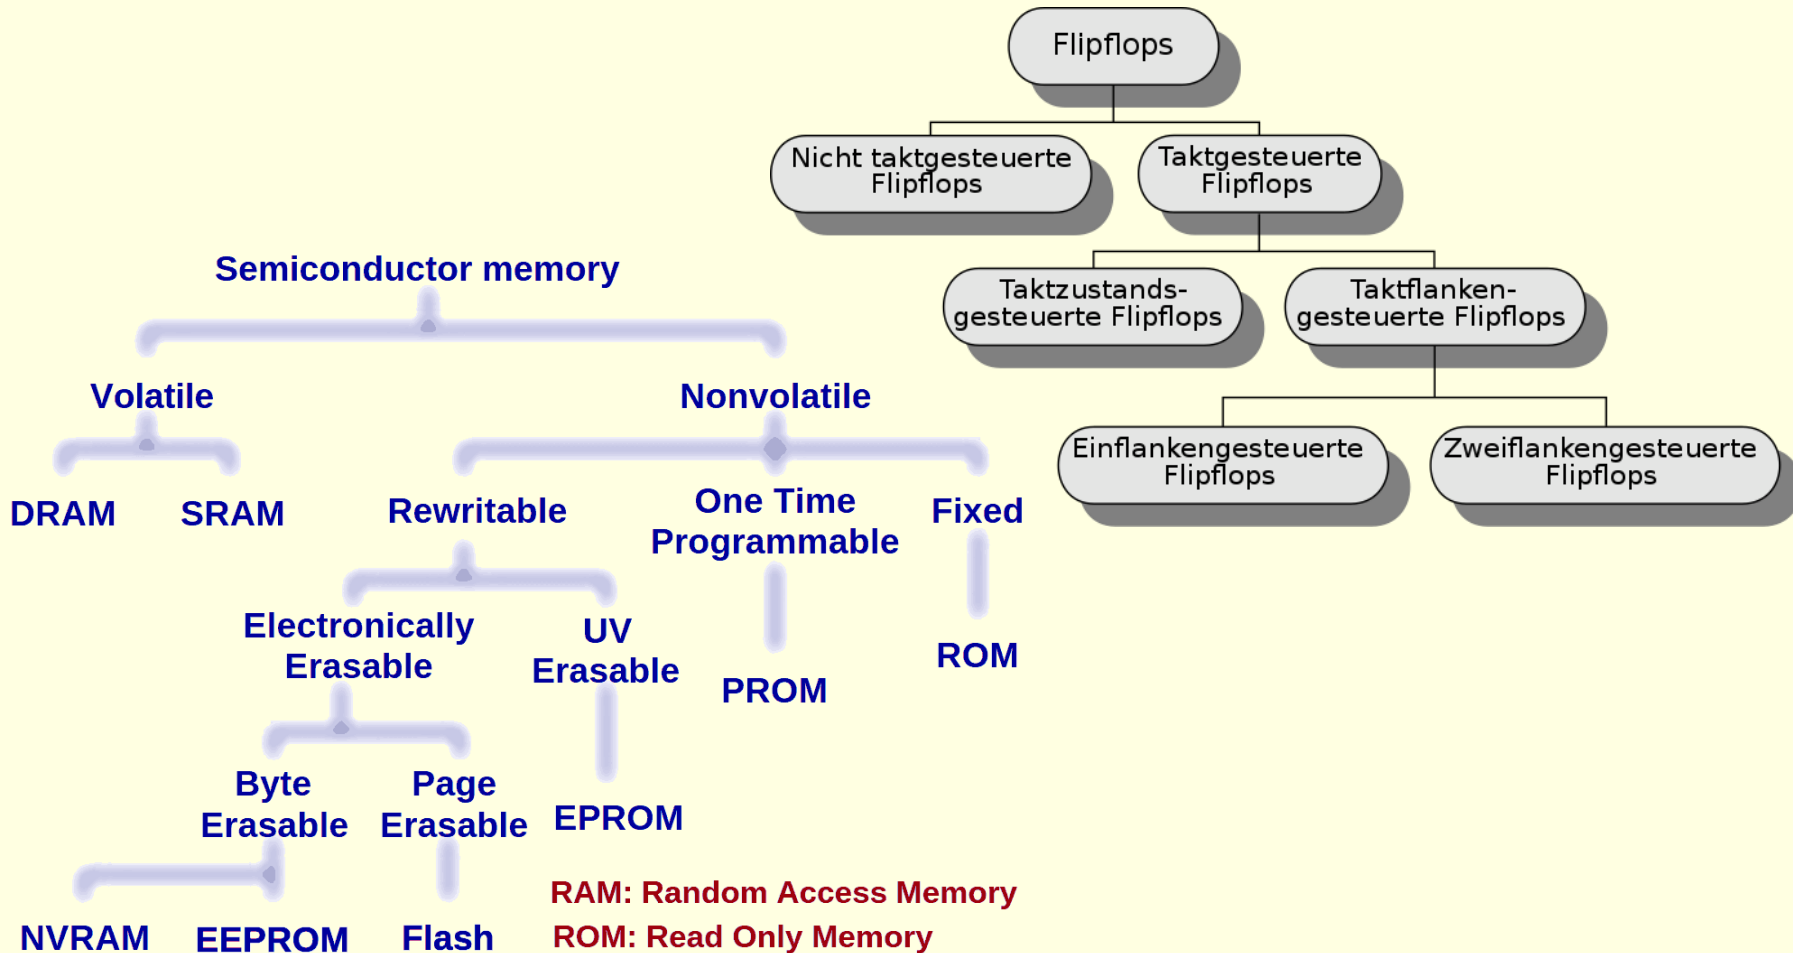 Flipflops
Nicht taktgesteuerte
Flipflops
Taktgesteuerte
Flipflops
Taktzustands-
gesteuerte Flipflops
Taktflanken-
gesteuerte Flipflops
Einflankengesteuerte
Flipflops
Zweiflankengesteuerte
Flipflops
Semiconductor memory
Volatile
Nonvolatile
DRAM
SRAM
Rewritable
One Time
Programmable
Fixed
Electronically
Erasable
UV
Erasable
PROM
ROM
Byte
Erasable
Page
Erasable
EPROM
NVRAM
EEPROM
Flash
RAM: Random Access Memory
ROM: Read Only Memory